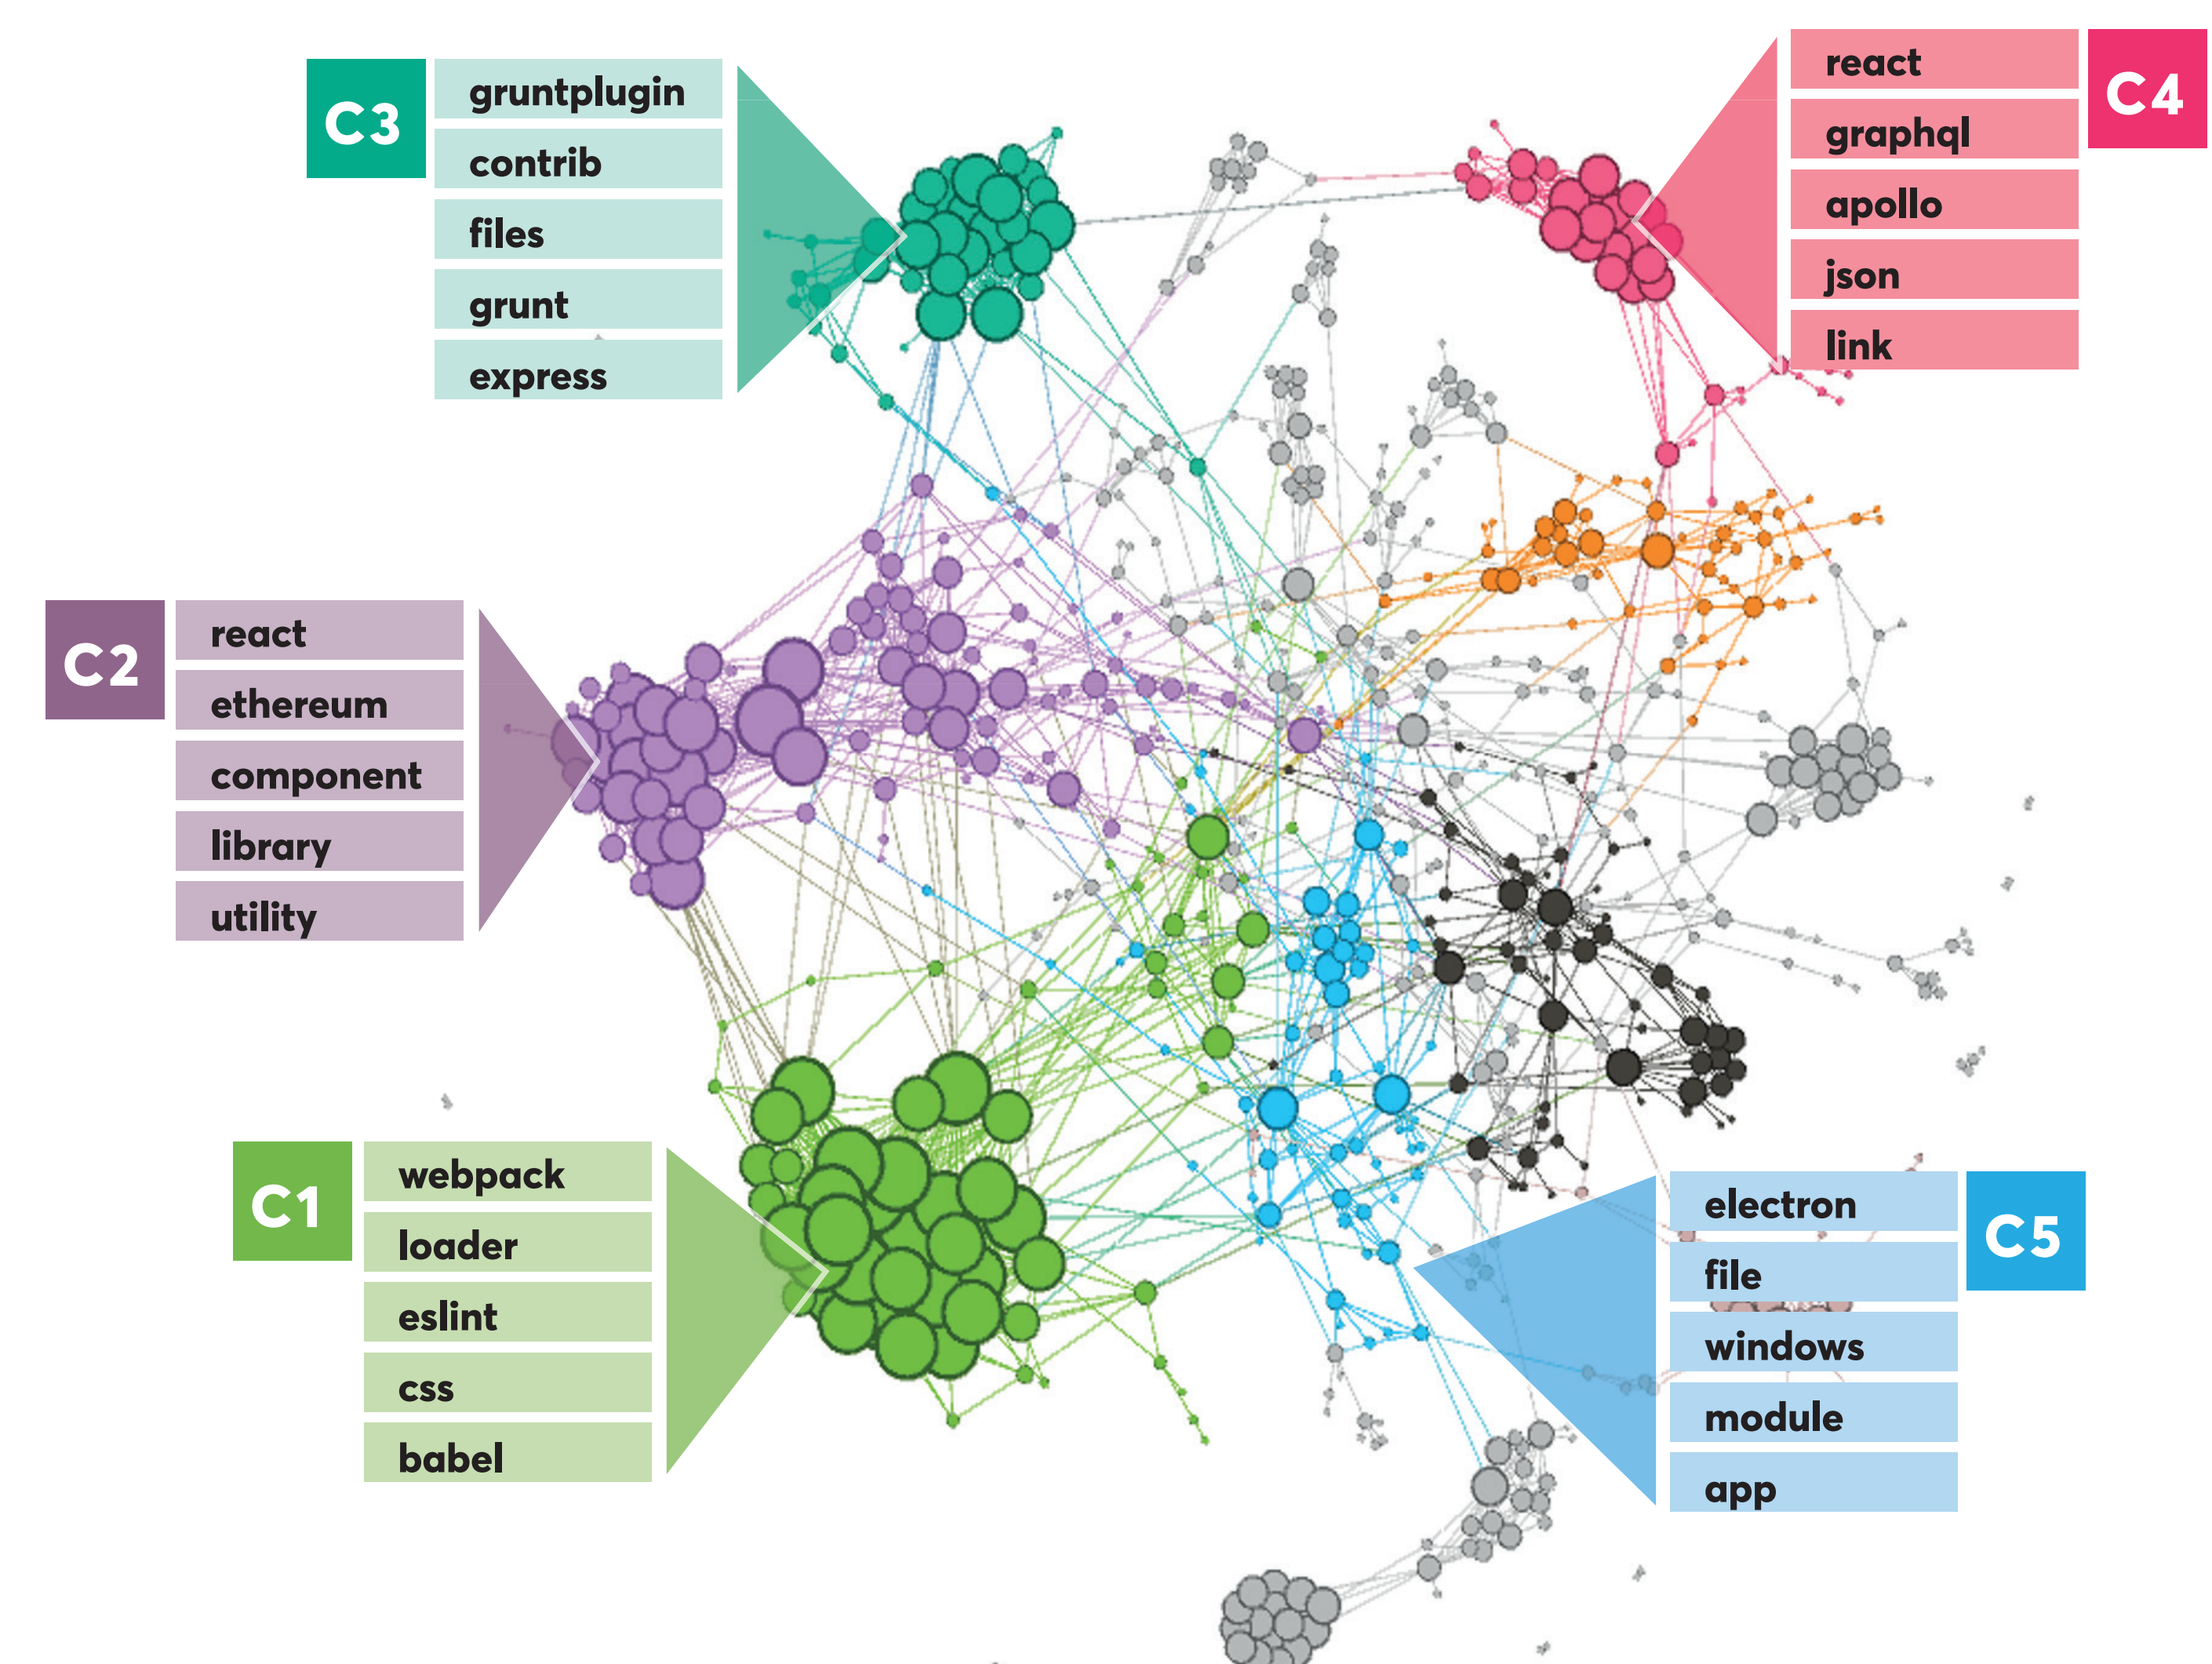 C3
gruntplugin
contrib
files
grunt
express
react
graphql
apollo
json
link
C4
C2
react
ethereum
component
library
utility
C1
webpack
loader
eslint
css
babel
electron
file
windows
module
app
C5